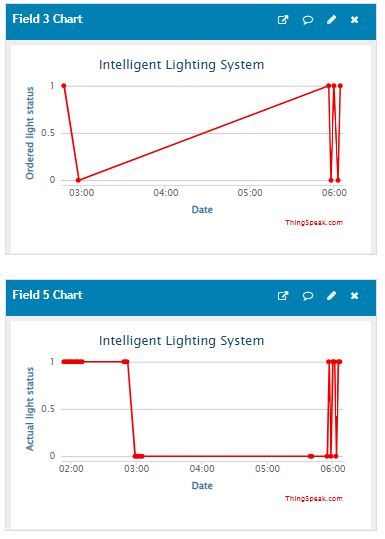 Field 3 Chart
Intelligent Lighting System
Ordered light status
1
0.5
0
03:00 04:00 05:00 06:00
Date
ThingSpeak.com
Field 5 Chart
Intelligent Lighting System
Actual light status
1
0.5
0
02:00 03:00 04:00 05:00 06:00
Date
ThingSpeak.com